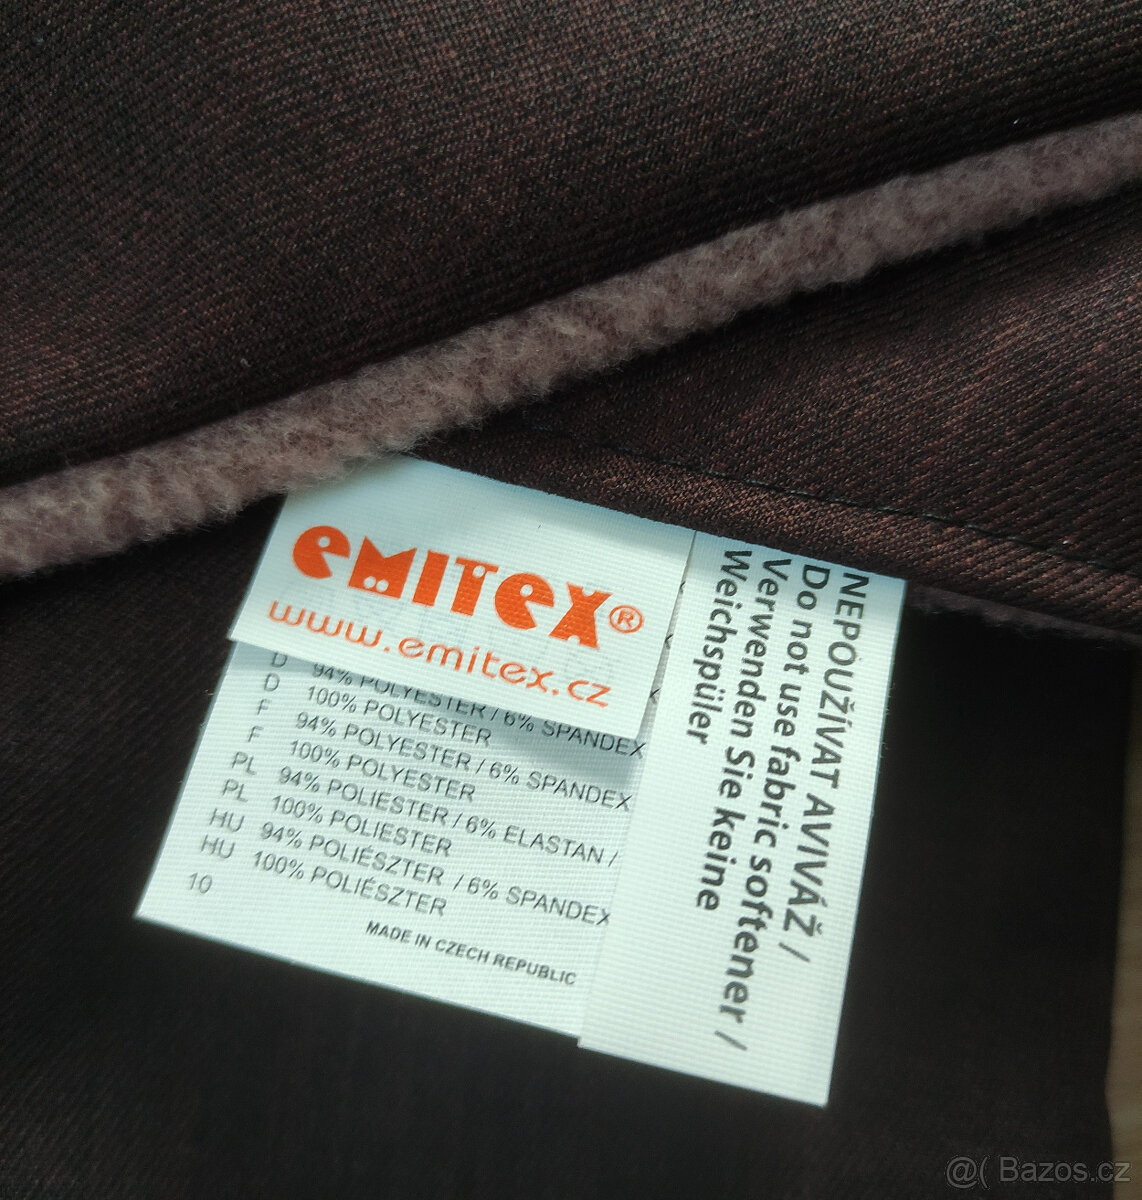 emitex®
www.emitex.cz
D 94% POLYESTER / 6% SPANDEX
D 100% POLYESTER
F 94% POLYESTER / 6% SPANDEX
F 100% POLYESTER
PL 94% POLIESTER / 6% ELASTAN /
PL 100% POLIESTER
HU 94% POLIÉSZTER / 6% SPANDEX
HU 100% POLIÉSZTER
10
MADE IN CZECH REPUBLIC
NEPOUŽÍVAT AVIVÁŽ /
Do not use fabric softener /
Verwenden Sie keine
Weichspüler
@( Bazos.cz